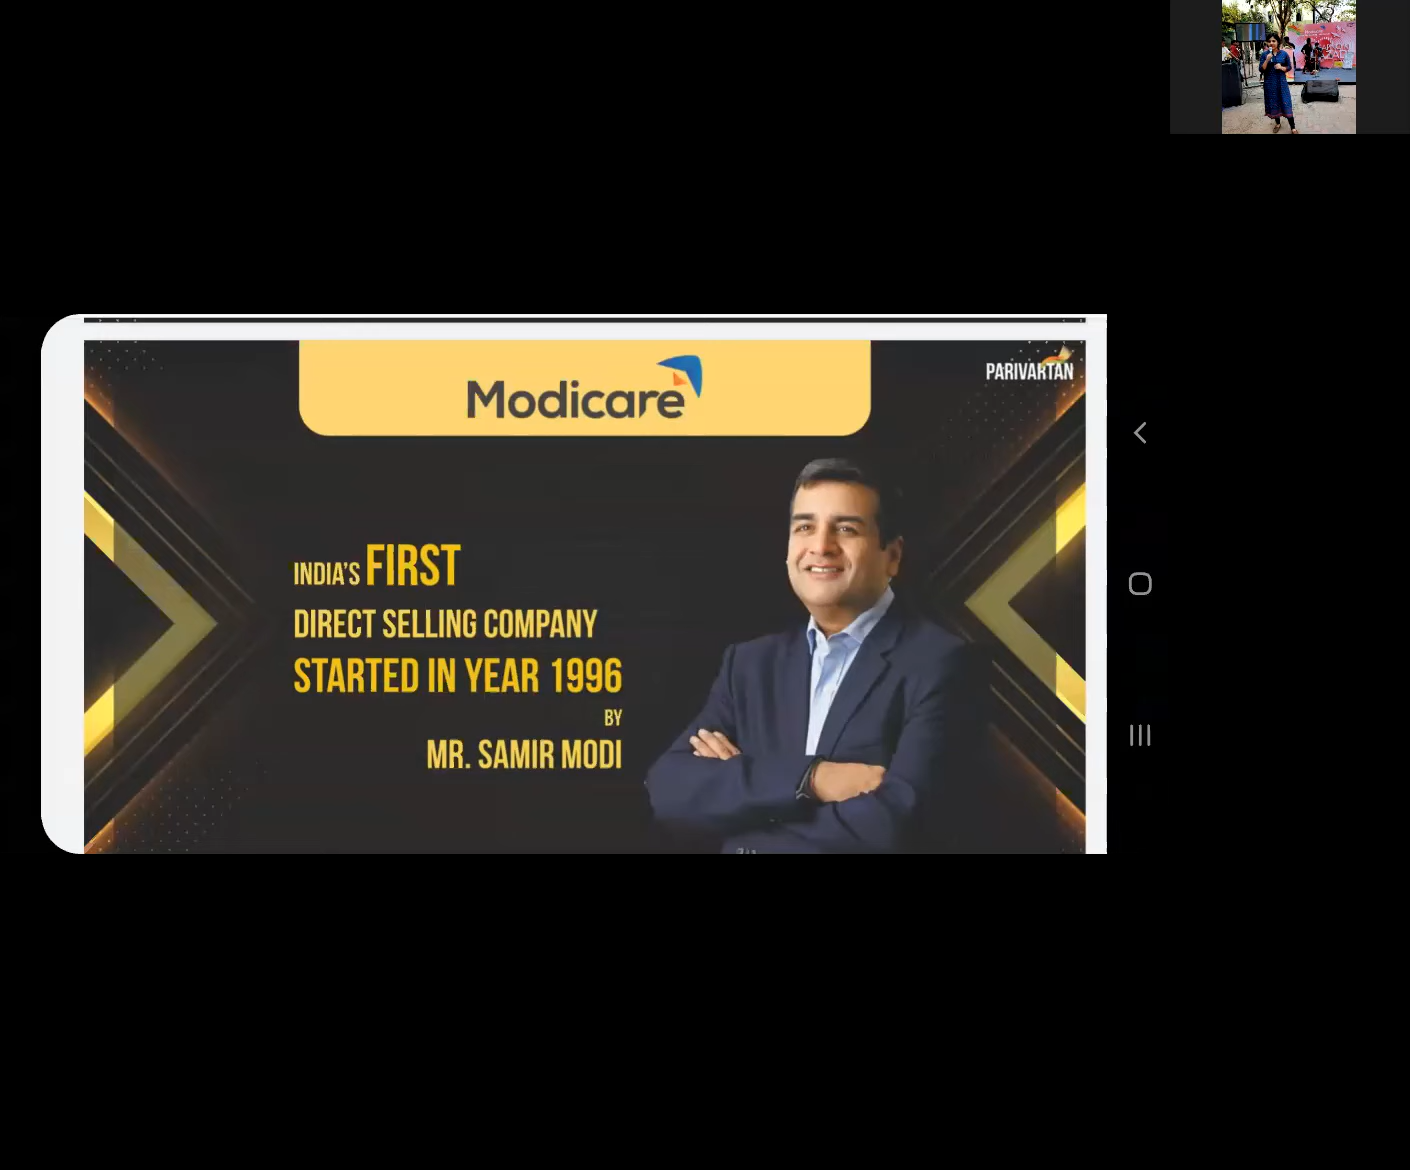 Modicare
PARIVARTAN
INDIA'S FIRST
DIRECT SELLING COMPANY
STARTED IN YEAR 1996
BY
MR. SAMIR MODI